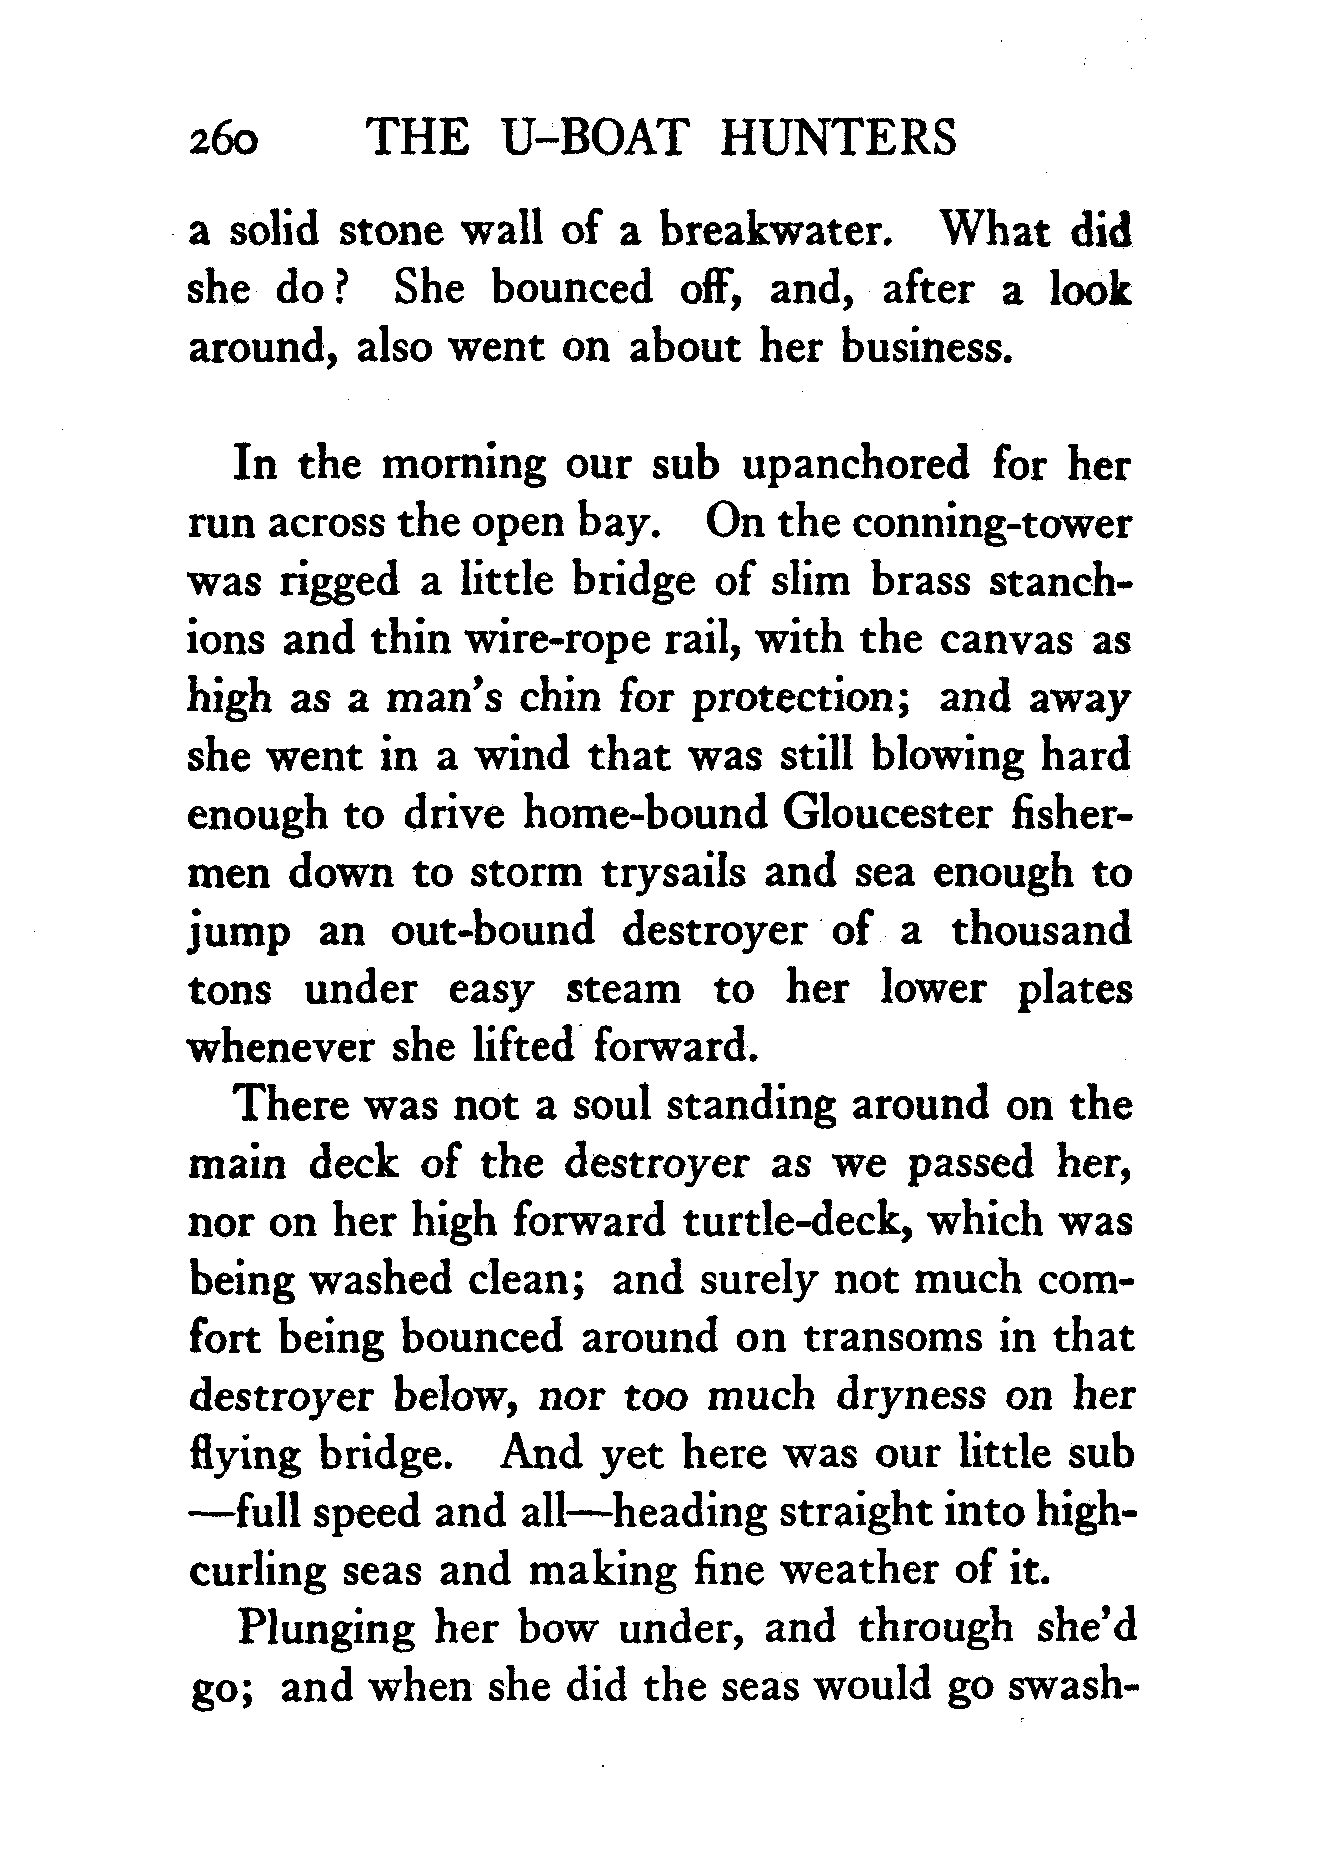 260 THE U-BOAT HUNTERS
a solid stone wall of a breakwater. What did
she do? She bounced off, and, after a look
around, also went on about her business.
In the morning our sub upanchored for her
run across the open bay. On the conning-tower
was rigged a little bridge of slim brass stanch-
ions and thin wire-rope rail, with the canvas as
high as a man's chin for protection; and away
she went in a wind that was still blowing hard
enough to drive home-bound Gloucester fisher-
men down to storm trysails and sea enough to
jump an out-bound destroyer of a thousand
tons under easy steam to her lower plates
whenever she lifted forward.
There was not a soul standing around on the
main deck of the destroyer as we passed her,
nor on her high forward turtle-deck, which was
being washed clean; and surely not much com-
fort being bounced around on transoms in that
destroyer below, nor too much dryness on her
flying bridge. And yet here was our little sub
—full speed and all—heading straight into high-
curling seas and making fine weather of it.
Plunging her bow under, and through she'd
go; and when she did the seas would go swash-